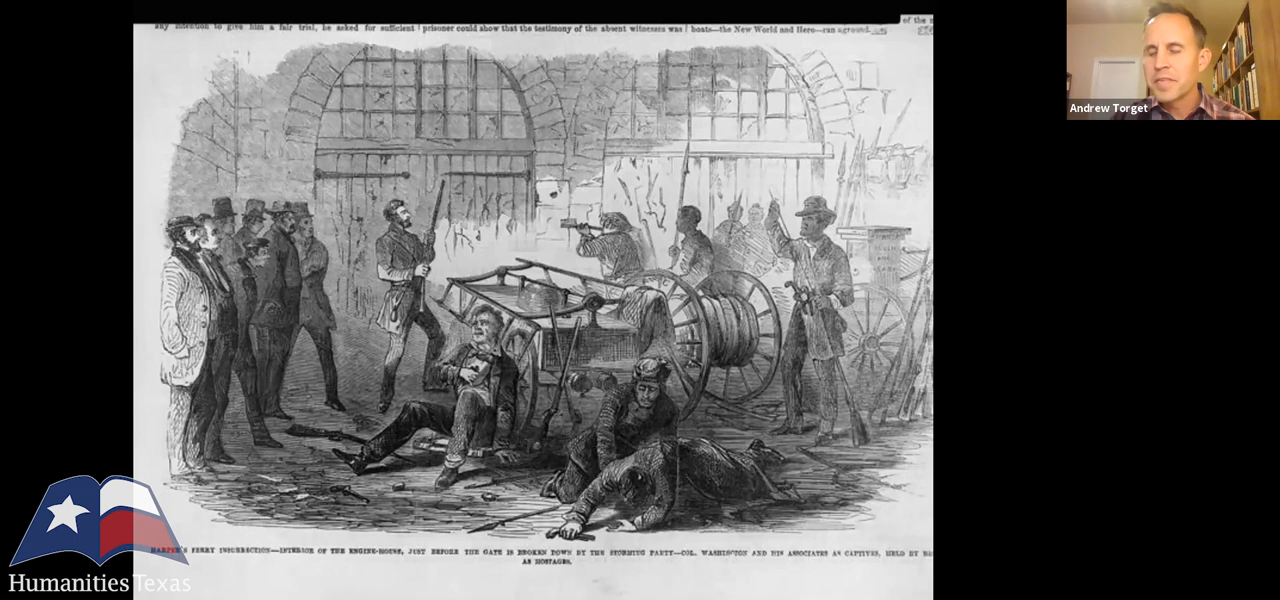 any intention to give him a fair trial, he asked for sufficient
prisoner could show that the testimony of the absent witnesses was
boats—the New World and Hero—ran aground.
of the
Andrew Torget
HARPER'S FERRY INSURRECTION—INTERIOR OF THE ENGINE-HOUSE, JUST BEFORE THE GATE IS BROKEN DOWN BY THE STORMING PARTY—COL. WASHINGTON AND HIS ASSOCIATES AS CAPTIVES, HELD BY
AS HOSTAGES.
Humanities Texas